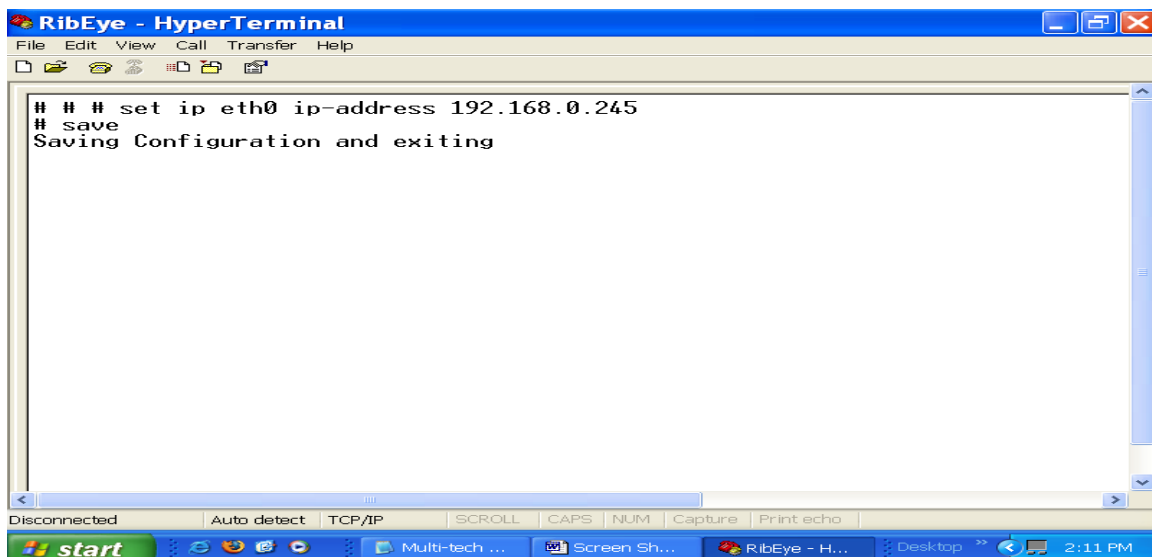 RibEye - HyperTerminal
File Edit View Call Transfer Help
# # # set ip eth0 ip-address 192.168.0.245
# save
Saving Configuration and exiting
Disconnected Auto detect TCP/IP SCROLL CAPS NUM Capture Print echo
start Multi-tech ... Screen Sh... RibEye - H... Desktop » 2:11 PM